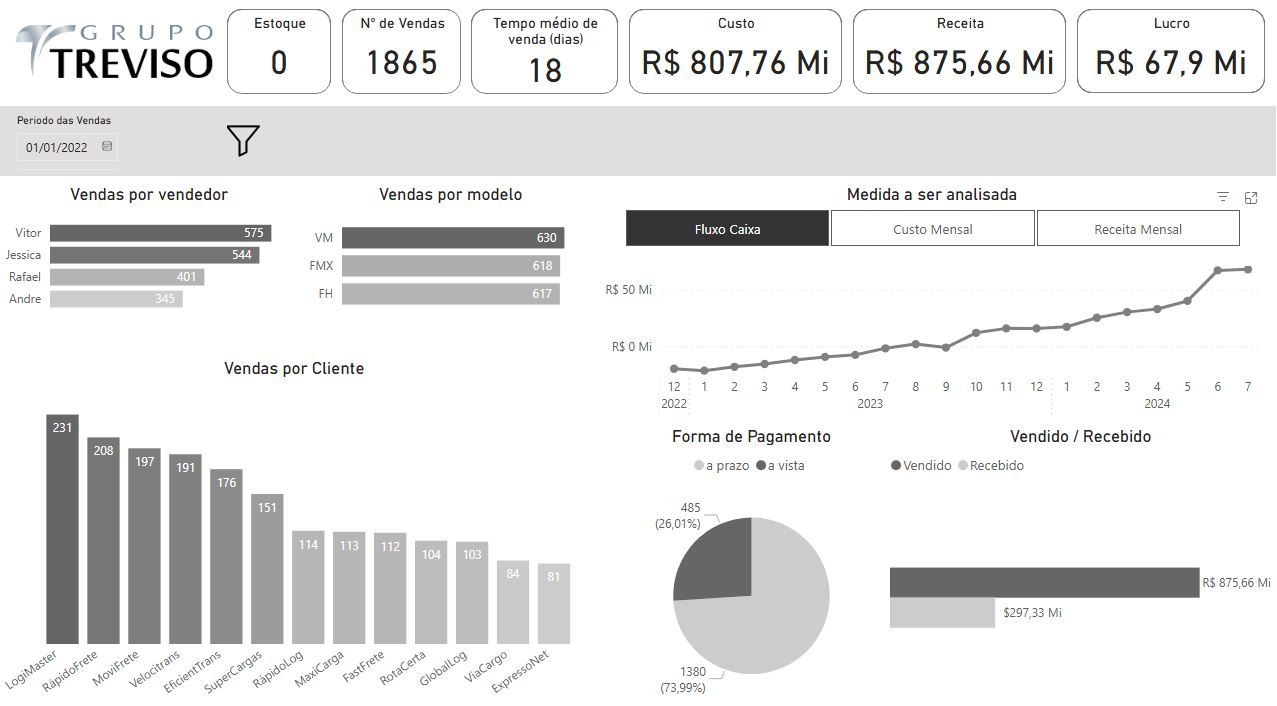 GRUPO
TREVISO
Estoque
0
Nº de Vendas
1865
Tempo médio de
venda (dias)
18
Custo
R$ 807,76 Mi
Receita
R$ 875,66 Mi
Lucro
R$ 67,9 Mi
Periodo das Vendas
01/01/2022
Vendas por vendedor
Vitor 575
Jessica 544
Rafael 401
Andre 345
Vendas por modelo
VM 630
FMX 618
FH 617
Medida a ser analisada
Fluxo Caixa Custo Mensal Receita Mensal
R$ 50 Mi
R$ 0 Mi
12 1 2 3 4 5 6 7 8 9 10 11 12 1 2 3 4 5 6 7
2022 2023 2024
Vendas por Cliente
231 208 197 191 176 151 114 113 112 104 103 84 81
LogiMaster RápidoFrete MoviFrete Velocitrans EficientTrans SuperCargas RápidoLog MaxiCarga FastFrete RotaCerta GlobalLog ViaCargo ExpressoNet
Forma de Pagamento
a prazo a vista
485
(26,01%)
1380
(73,99%)
Vendido / Recebido
Vendido Recebido
R$ 875,66 Mi
$297,33 Mi